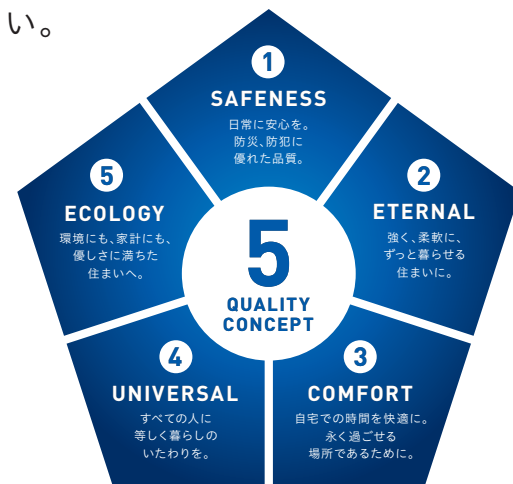 い。
1
SAFENESS
日常に安心を。
防災、防犯に
優れた品質。
2
ETERNAL
強く、柔軟に、
ずっと暮らせる
住まいに。
3
COMFORT
自宅での時間を快適に。
永く過ごせる
場所であるために。
4
UNIVERSAL
すべての人に
等しく暮らしの
いたわりを。
5
ECOLOGY
環境にも、家計にも、
優しさに満ちた
住まいへ。
5
QUALITY
CONCEPT